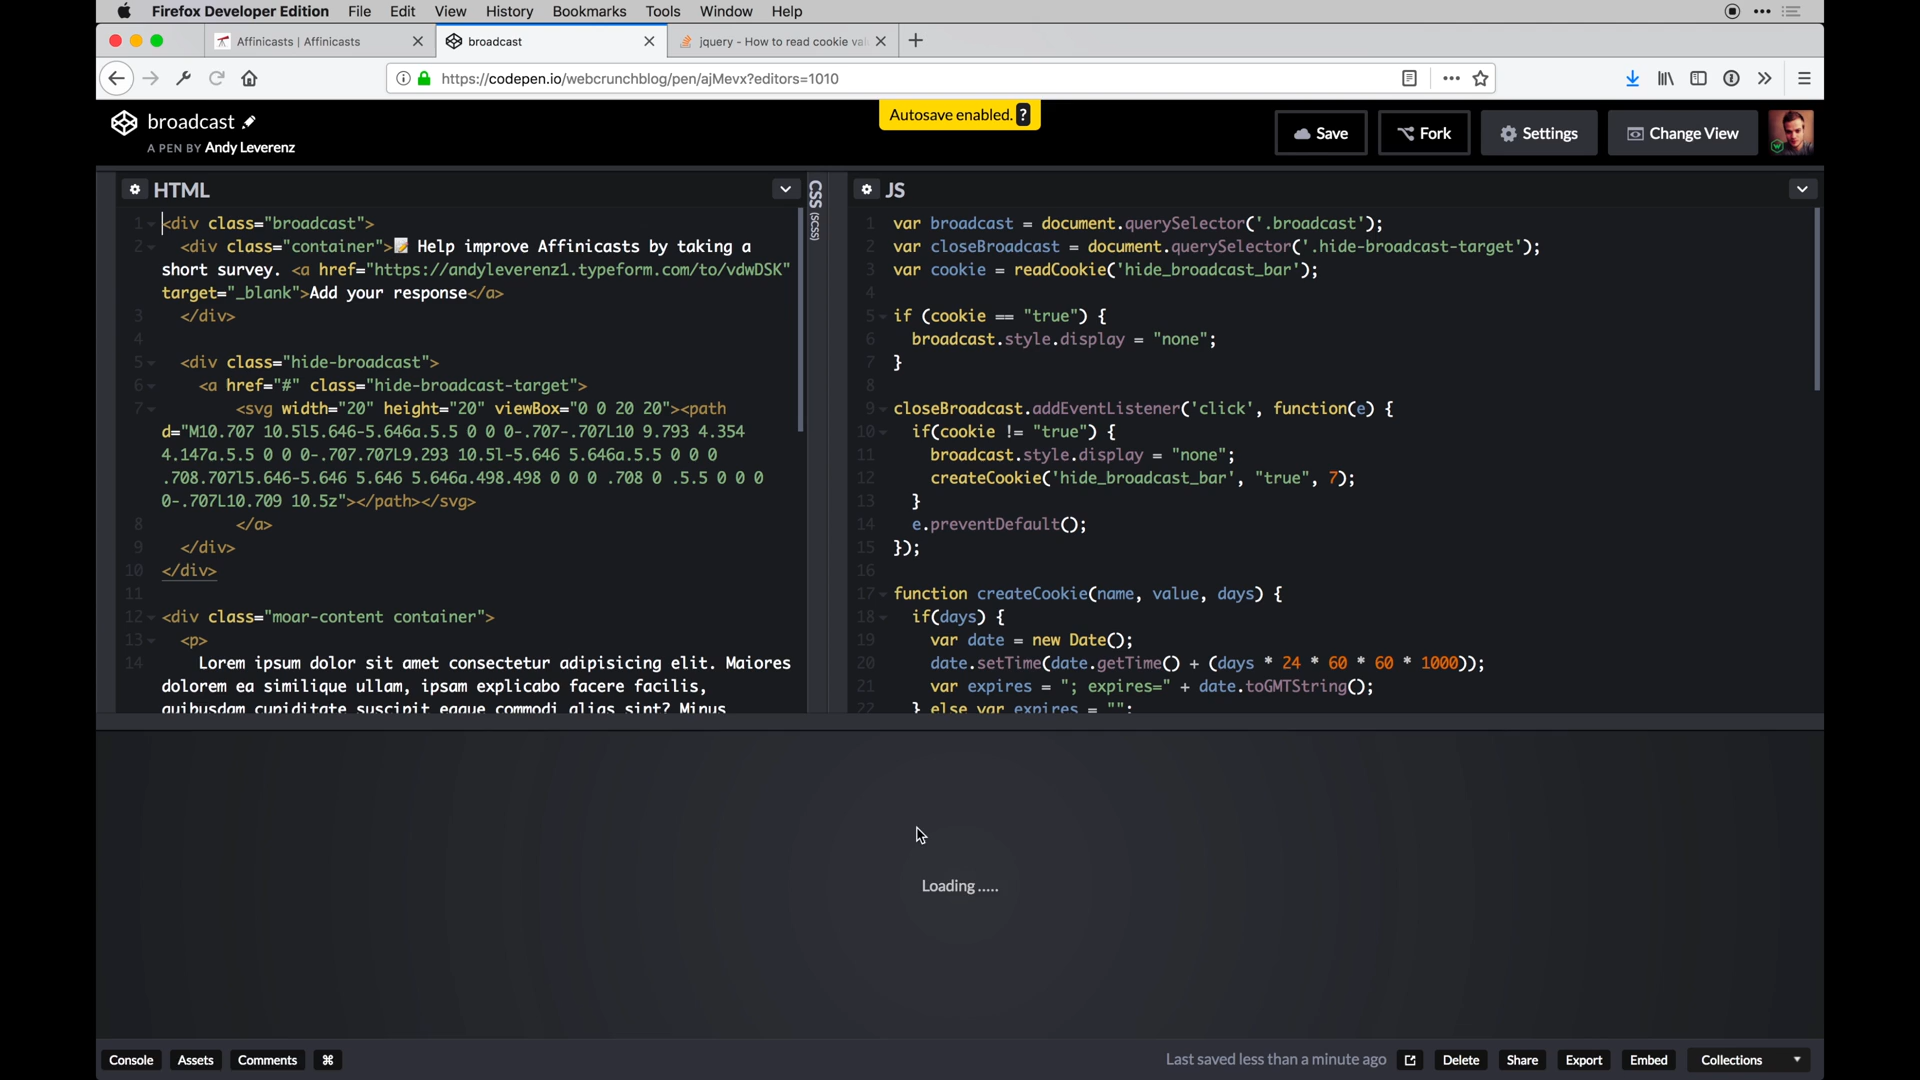 Firefox Developer Edition File Edit View History Bookmarks Tools Window Help
Affinicasts | Affinicasts
broadcast
jquery - How to read cookie val
https://codepen.io/webcrunchblog/pen/ajMevx?editors=1010
broadcast
A PEN BY Andy Leverenz
Autosave enabled. ?
Save
Fork
Settings
Change View
HTML
1 <div class="broadcast">
2 <div class="container">📝 Help improve Affinicasts by taking a
short survey. <a href="https://andyleverenz1.typeform.com/to/vdwDSK"
target="_blank">Add your response</a>
3 </div>
4
5 <div class="hide-broadcast">
6 <a href="#" class="hide-broadcast-target">
7 <svg width="20" height="20" viewBox="0 0 20 20"><path
d="M10.707 10.5l5.646-5.646a.5.5 0 0 0-.707-.707L10 9.793 4.354
4.147a.5.5 0 0 0-.707.707L9.293 10.5l-5.646 5.646a.5.5 0 0 0
.708.707l5.646-5.646 5.646 5.646a.498.498 0 0 0 .708 0 .5.5 0 0 0
0-.707L10.709 10.5z"></path></svg>
8 </a>
9 </div>
10 </div>
11
12 <div class="moar-content container">
13 <p>
14 Lorem ipsum dolor sit amet consectetur adipisicing elit. Maiores
dolorem ea similique ullam, ipsam explicabo facere facilis,
quibusdam cupiditate suscipit eaque commodi alias sint? Minus
CSS (SCSS)
JS
1 var broadcast = document.querySelector('.broadcast');
2 var closeBroadcast = document.querySelector('.hide-broadcast-target');
3 var cookie = readCookie('hide_broadcast_bar');
4
5 if (cookie == "true") {
6 broadcast.style.display = "none";
7 }
8
9 closeBroadcast.addEventListener('click', function(e) {
10 if(cookie != "true") {
11 broadcast.style.display = "none";
12 createCookie('hide_broadcast_bar', "true", 7);
13 }
14 e.preventDefault();
15 });
16
17 function createCookie(name, value, days) {
18 if(days) {
19 var date = new Date();
20 date.setTime(date.getTime() + (days * 24 * 60 * 60 * 1000));
21 var expires = "; expires=" + date.toGMTString();
22 } else var expires = "";
Loading .....
Console
Assets
Comments
⌘
Last saved less than a minute ago
Delete
Share
Export
Embed
Collections